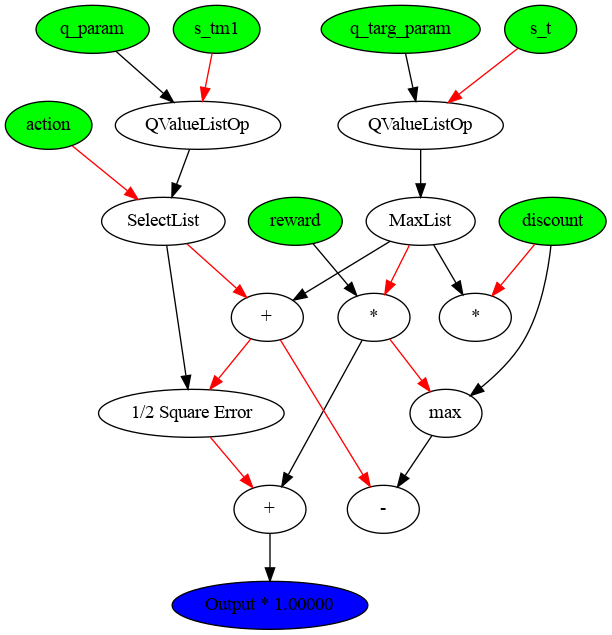 q_param
s_tm1
q_targ_param
s_t
action
QValueListOp
QValueListOp
SelectList
reward
MaxList
discount
+
*
*
1/2 Square Error
max
+
-
Output * 1.00000